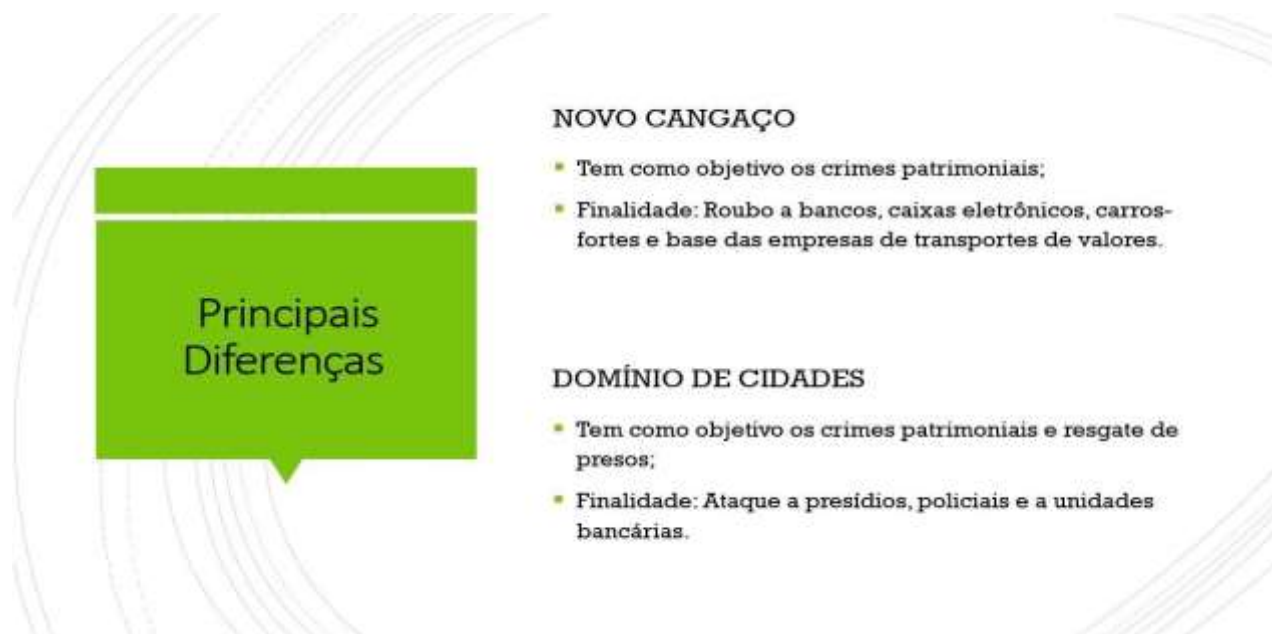 Principais
Diferenças
NOVO CANGAÇO
Tem como objetivo os crimes patrimoniais;
Finalidade: Roubo a bancos, caixas eletrônicos, carros-
fortes e base das empresas de transportes de valores.
DOMÍNIO DE CIDADES
Tem como objetivo os crimes patrimoniais e resgate de
presos;
Finalidade: Ataque a presídios, policiais e a unidades
bancárias.